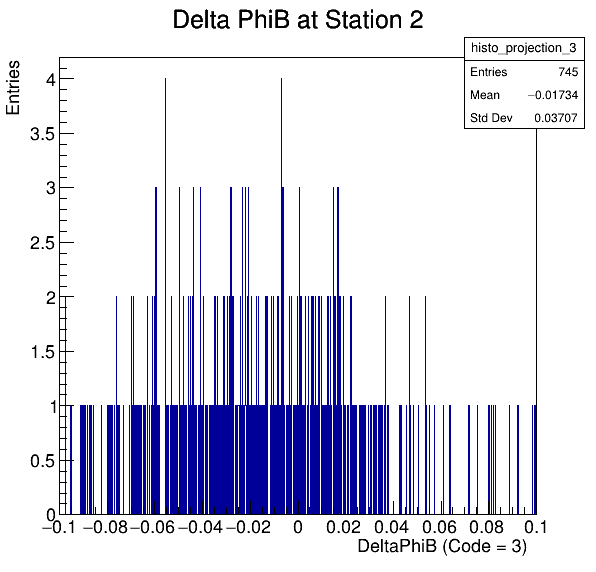 Delta PhiB at Station 2
histo_projection_3
Entries 745
Mean −0.01734
Std Dev 0.03707
Entries
4
3.5
3
2.5
2
1.5
1
0.5
0
−0.1 −0.08 −0.06 −0.04 −0.02 0 0.02 0.04 0.06 0.08 0.1
DeltaPhiB (Code = 3)